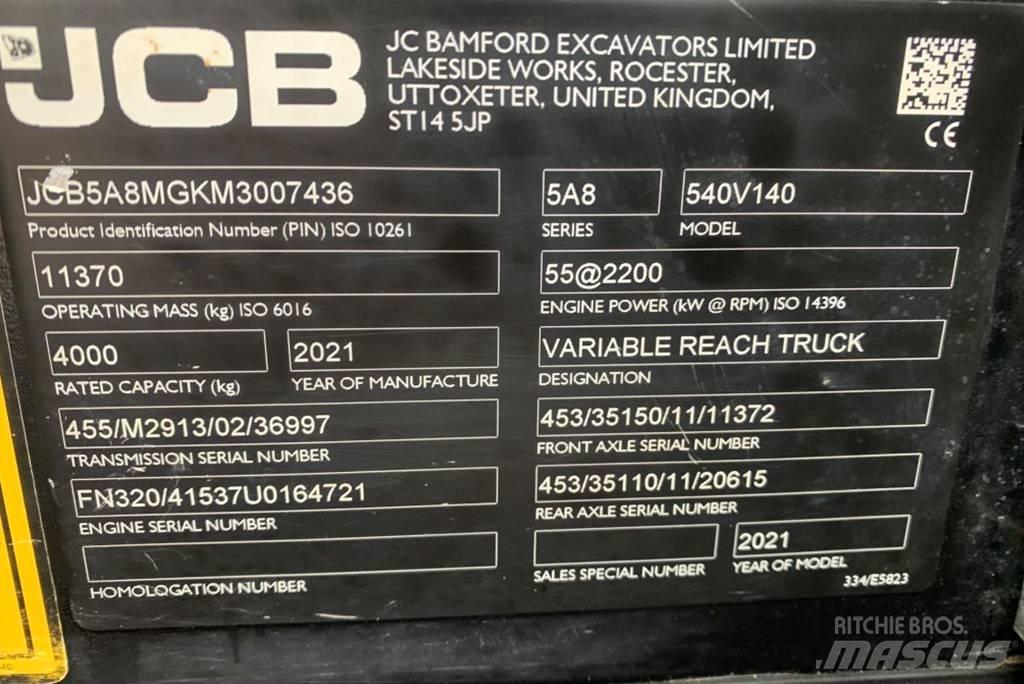 JCB
JC BAMFORD EXCAVATORS LIMITED
LAKESIDE WORKS, ROCESTER,
UTTOXETER, UNITED KINGDOM,
ST14 5JP
CE
JCB5A8MGKM3007436
Product Identification Number (PIN) ISO 10261
5A8
SERIES
540V140
MODEL
11370
OPERATING MASS (kg) ISO 6016
55@2200
ENGINE POWER (kW @ RPM) ISO 14396
4000
RATED CAPACITY (kg)
2021
YEAR OF MANUFACTURE
VARIABLE REACH TRUCK
DESIGNATION
455/M2913/02/36997
TRANSMISSION SERIAL NUMBER
453/35150/11/11372
FRONT AXLE SERIAL NUMBER
FN320/41537U0164721
ENGINE SERIAL NUMBER
453/35110/11/20615
REAR AXLE SERIAL NUMBER
HOMOLOGATION NUMBER
SALES SPECIAL NUMBER
2021
YEAR OF MODEL
334/E5823
RITCHIE BROS.
MASCUS